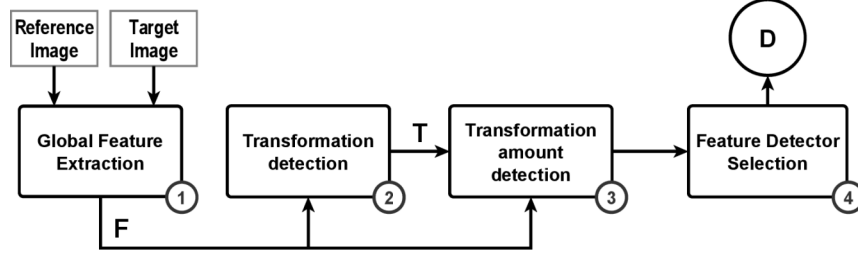 Reference
Image
Target
Image
Global Feature
Extraction
1
F
Transformation
detection
2
T
Transformation
amount
detection
3
Feature Detector
Selection
4
D